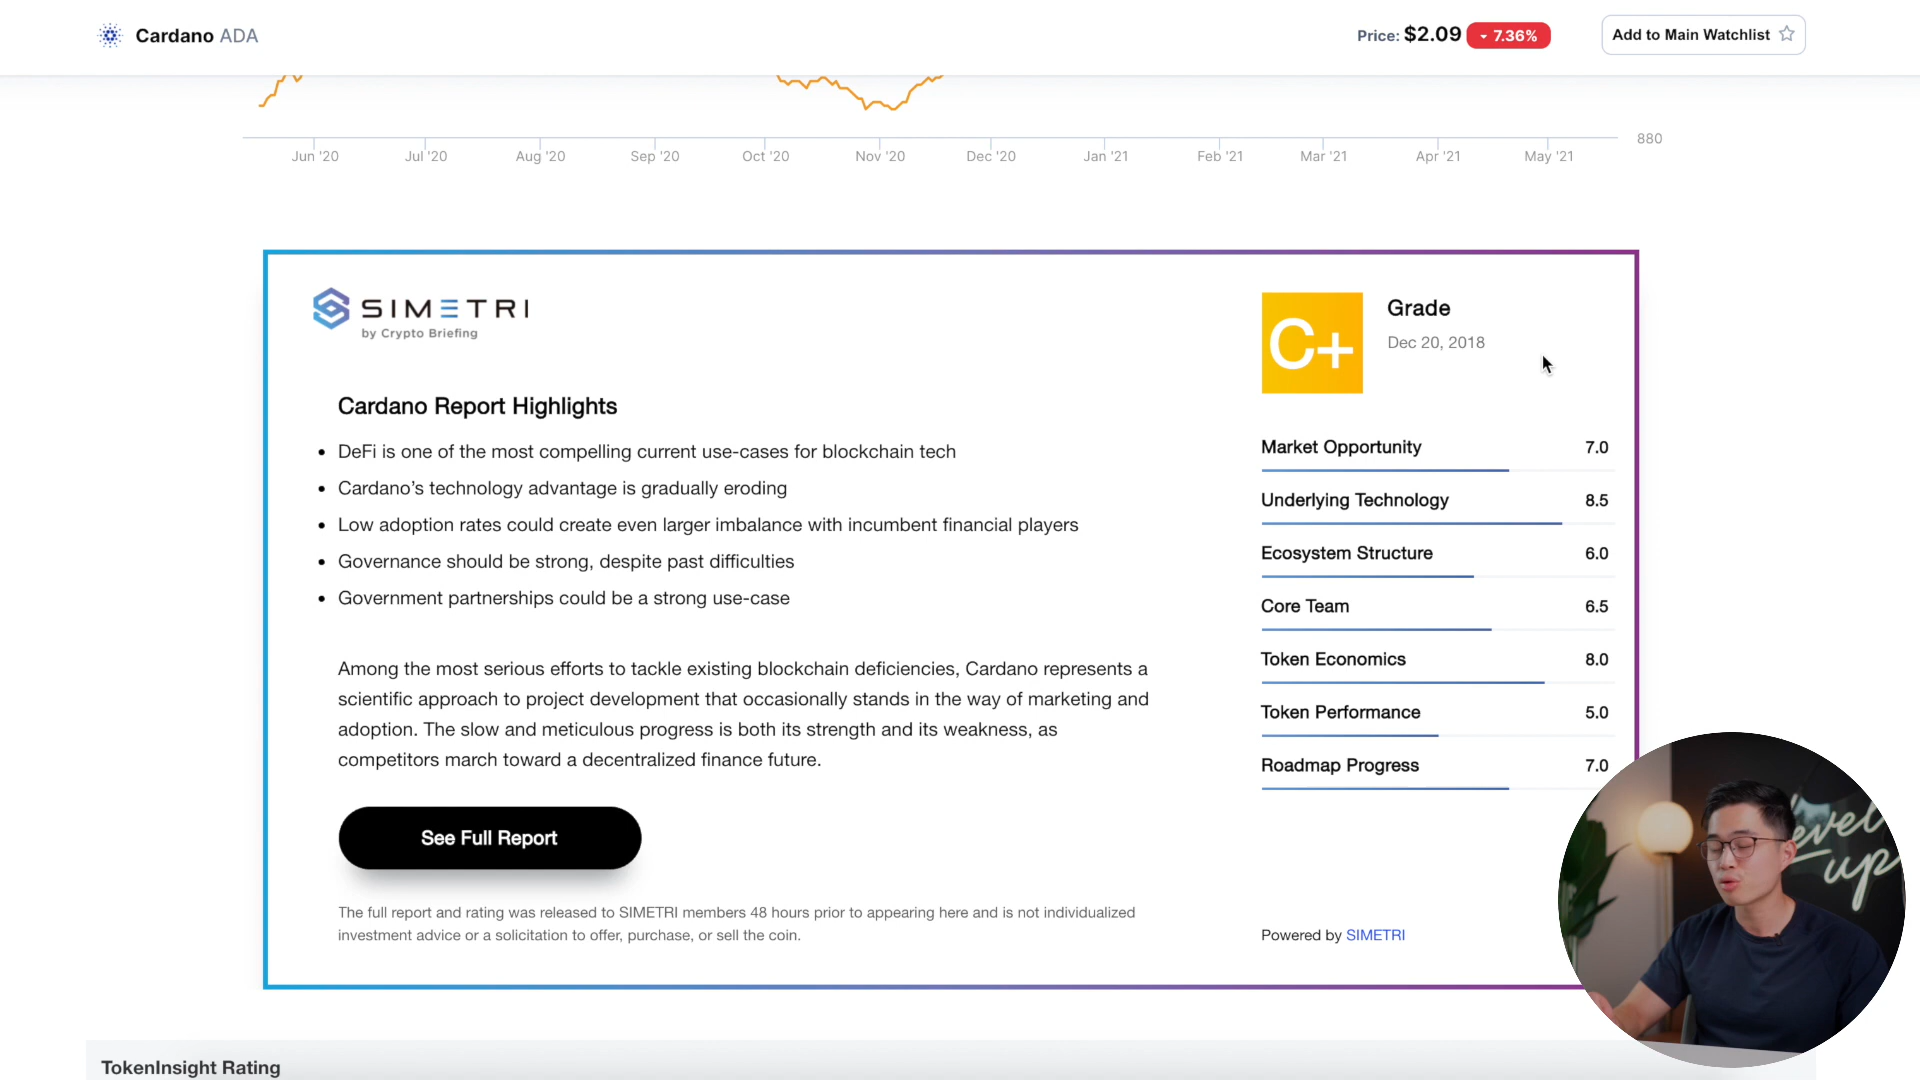 Cardano ADA
Price: $2.09 7.36%
Add to Main Watchlist
880
Jun '20 Jul '20 Aug '20 Sep '20 Oct '20 Nov '20 Dec '20 Jan '21 Feb '21 Mar '21 Apr '21 May '21
SIMETRI
by Crypto Briefing
Cardano Report Highlights
• DeFi is one of the most compelling current use-cases for blockchain tech
• Cardano’s technology advantage is gradually eroding
• Low adoption rates could create even larger imbalance with incumbent financial players
• Governance should be strong, despite past difficulties
• Government partnerships could be a strong use-case
Among the most serious efforts to tackle existing blockchain deficiencies, Cardano represents a
scientific approach to project development that occasionally stands in the way of marketing and
adoption. The slow and meticulous progress is both its strength and its weakness, as
competitors march toward a decentralized finance future.
See Full Report
The full report and rating was released to SIMETRI members 48 hours prior to appearing here and is not individualized
investment advice or a solicitation to offer, purchase, or sell the coin.
C+
Grade
Dec 20, 2018
Market Opportunity 7.0
Underlying Technology 8.5
Ecosystem Structure 6.0
Core Team 6.5
Token Economics 8.0
Token Performance 5.0
Roadmap Progress 7.0
Powered by SIMETRI
level
up
TokenInsight Rating